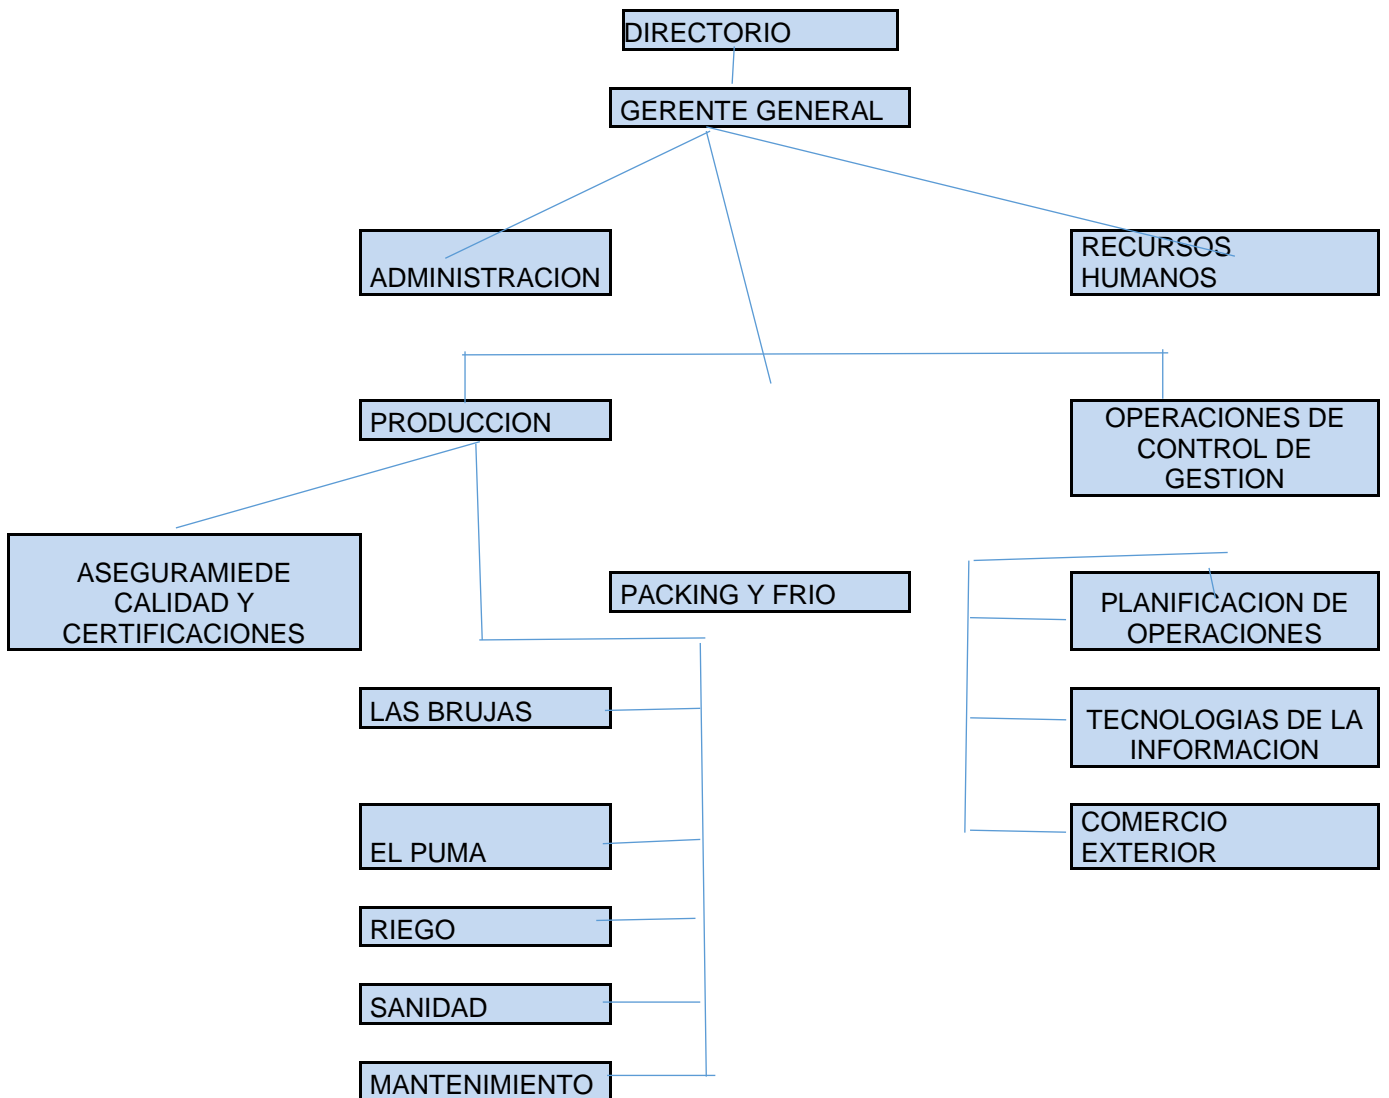 DIRECTORIO
GERENTE GENERAL
ADMINISTRACION
RECURSOS
HUMANOS
PRODUCCION
OPERACIONES DE
CONTROL DE
GESTION
ASEGURAMIEDE
CALIDAD Y
CERTIFICACIONES
PACKING Y FRIO
PLANIFICACION DE
OPERACIONES
LAS BRUJAS
TECNOLOGIAS DE LA
INFORMACION
EL PUMA
COMERCIO
EXTERIOR
RIEGO
SANIDAD
MANTENIMIENTO